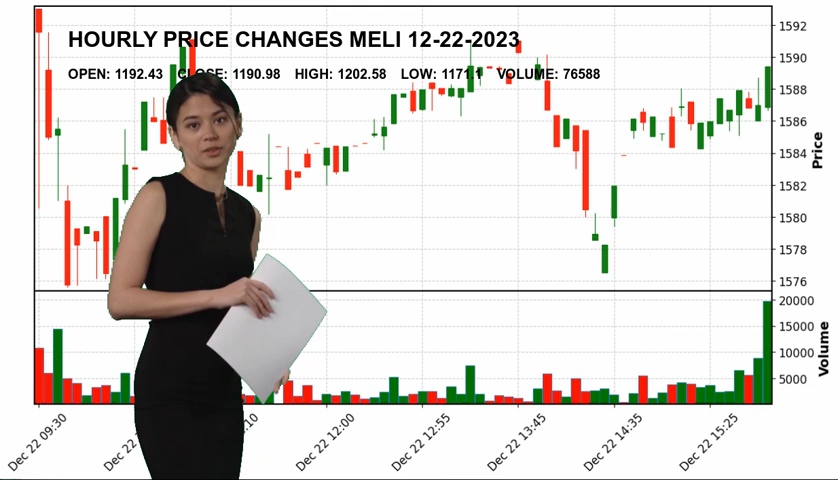 HOURLY PRICE CHANGES MELI 12-22-2023
OPEN: 1192.43 CLOSE: 1190.98 HIGH: 1202.58 LOW: 1171.1 VOLUME: 76588
1592
1590
1588
1586
1584
1582
1580
1578
1576
Price
20000
15000
10000
5000
Volume
Dec 22 09:30
Dec 22 12:00
Dec 22 12:55
Dec 22 13:45
Dec 22 14:35
Dec 22 15:25